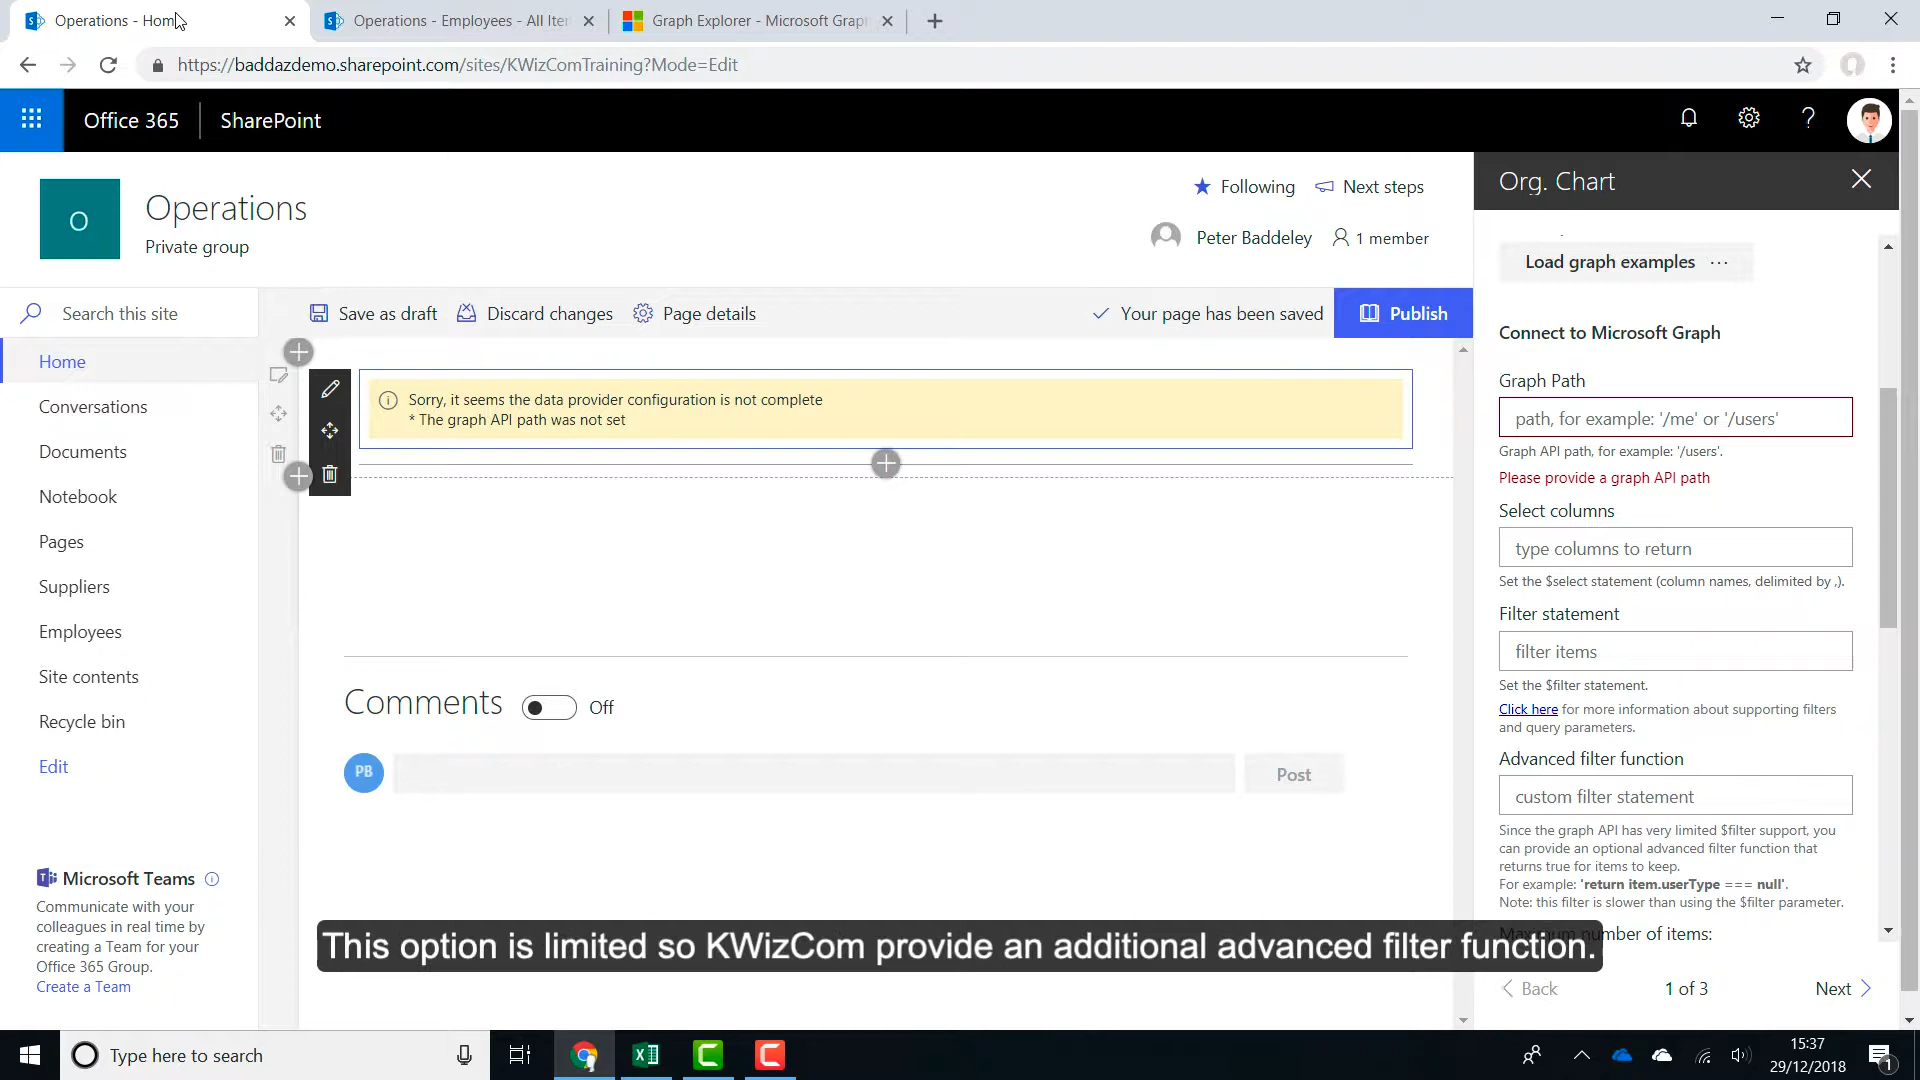 Operations - Hom
Operations - Employees - All Iten
Graph Explorer - Microsoft Graph
https://baddazdemo.sharepoint.com/sites/KWizComTraining?Mode=Edit
Office 365
SharePoint
O
Operations
Private group
Following
Next steps
Peter Baddeley
1 member
Search this site
Save as draft
Discard changes
Page details
Your page has been saved
Publish
Home
Conversations
Documents
Notebook
Pages
Suppliers
Employees
Site contents
Recycle bin
Edit
Microsoft Teams
Communicate with your
colleagues in real time by
creating a Team for your
Office 365 Group.
Create a Team
Sorry, it seems the data provider configuration is not complete
* The graph API path was not set
Comments
Off
PB
Post
Org. Chart
Load graph examples ...
Connect to Microsoft Graph
Graph Path
path, for example: '/me' or '/users'
Graph API path, for example: '/users'.
Please provide a graph API path
Select columns
type columns to return
Set the $select statement (column names, delimited by ,).
Filter statement
filter items
Set the $filter statement.
Click here for more information about supporting filters
and query parameters.
Advanced filter function
custom filter statement
Since the graph API has very limited $filter support, you
can provide an optional advanced filter function that
returns true for items to keep.
For example: 'return item.userType === null'.
Note: this filter is slower than using the $filter parameter.
Maximum number of items:
Back
1 of 3
Next
This option is limited so KWizCom provide an additional advanced filter function.
Type here to search
15:37
29/12/2018
1